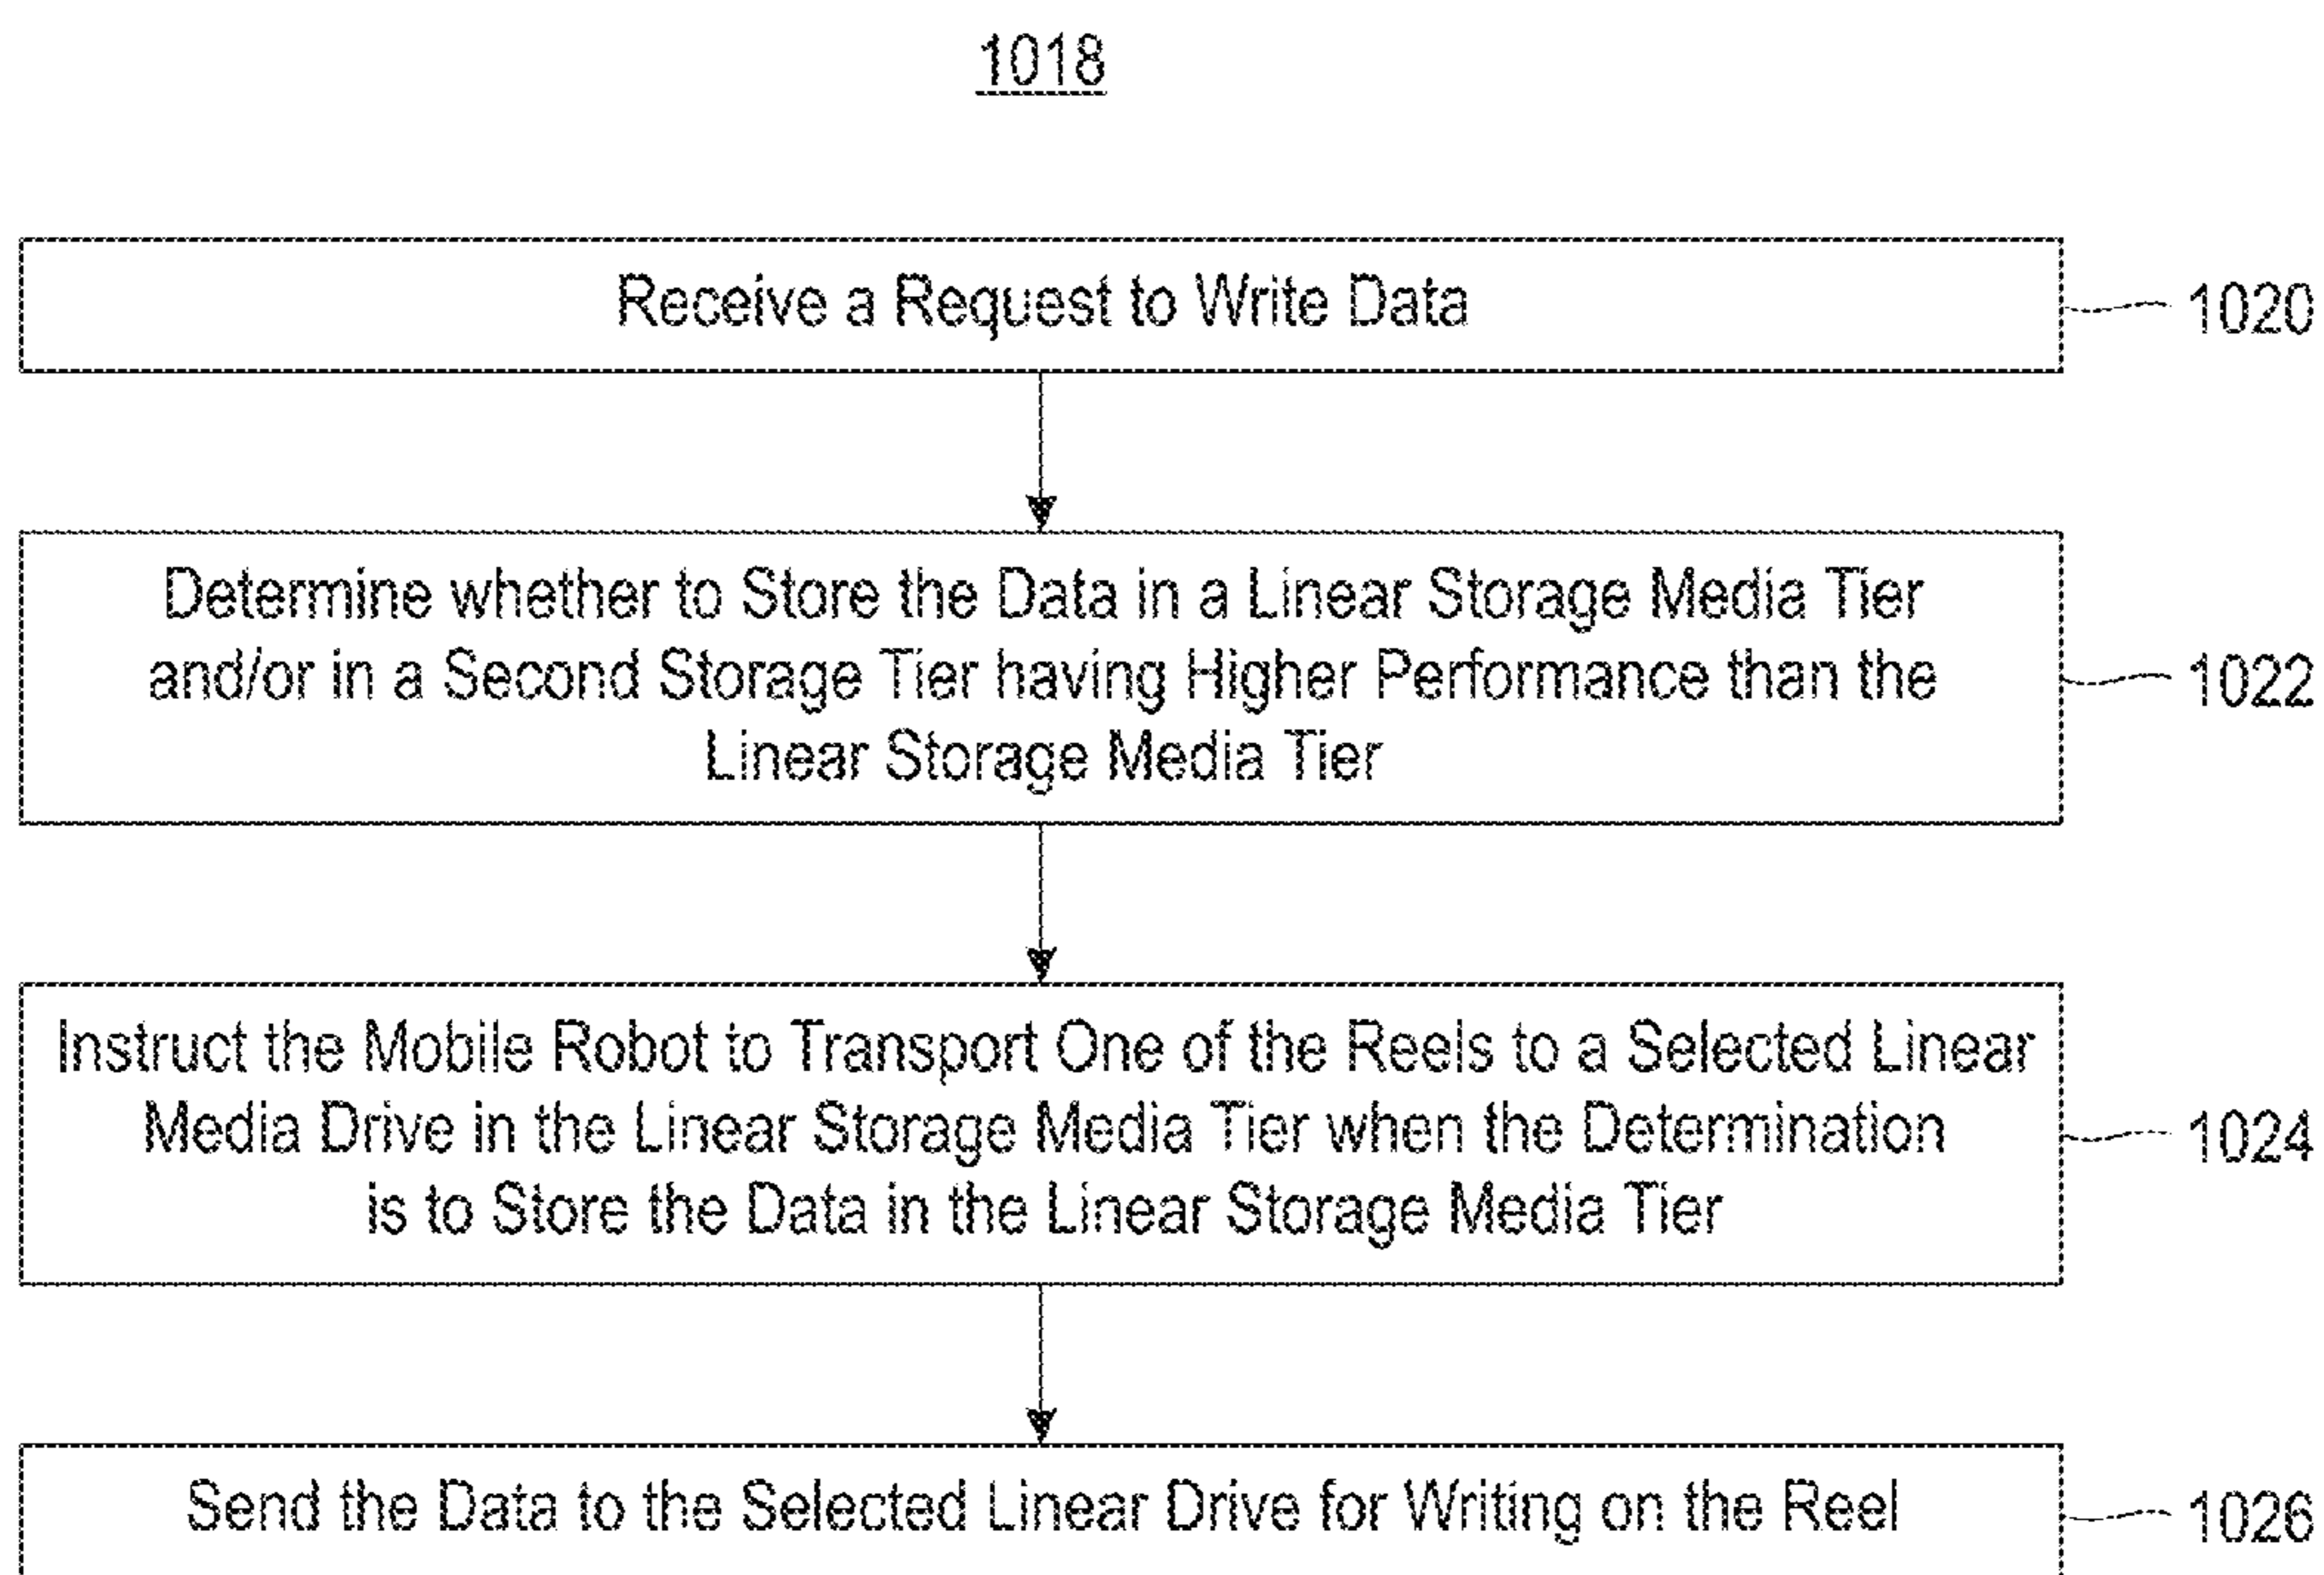 1018
Receive a Request to Write Data
1020
Determine whether to Store the Data in a Linear Storage Media Tier
and/or in a Second Storage Tier having Higher Performance than the
Linear Storage Media Tier
1022
Instruct the Mobile Robot to Transport One of the Reels to a Selected Linear
Media Drive in the Linear Storage Media Tier when the Determination
is to Store the Data in the Linear Storage Media Tier
1024
Send the Data to the Selected Linear Drive for Writing on the Reel
1026